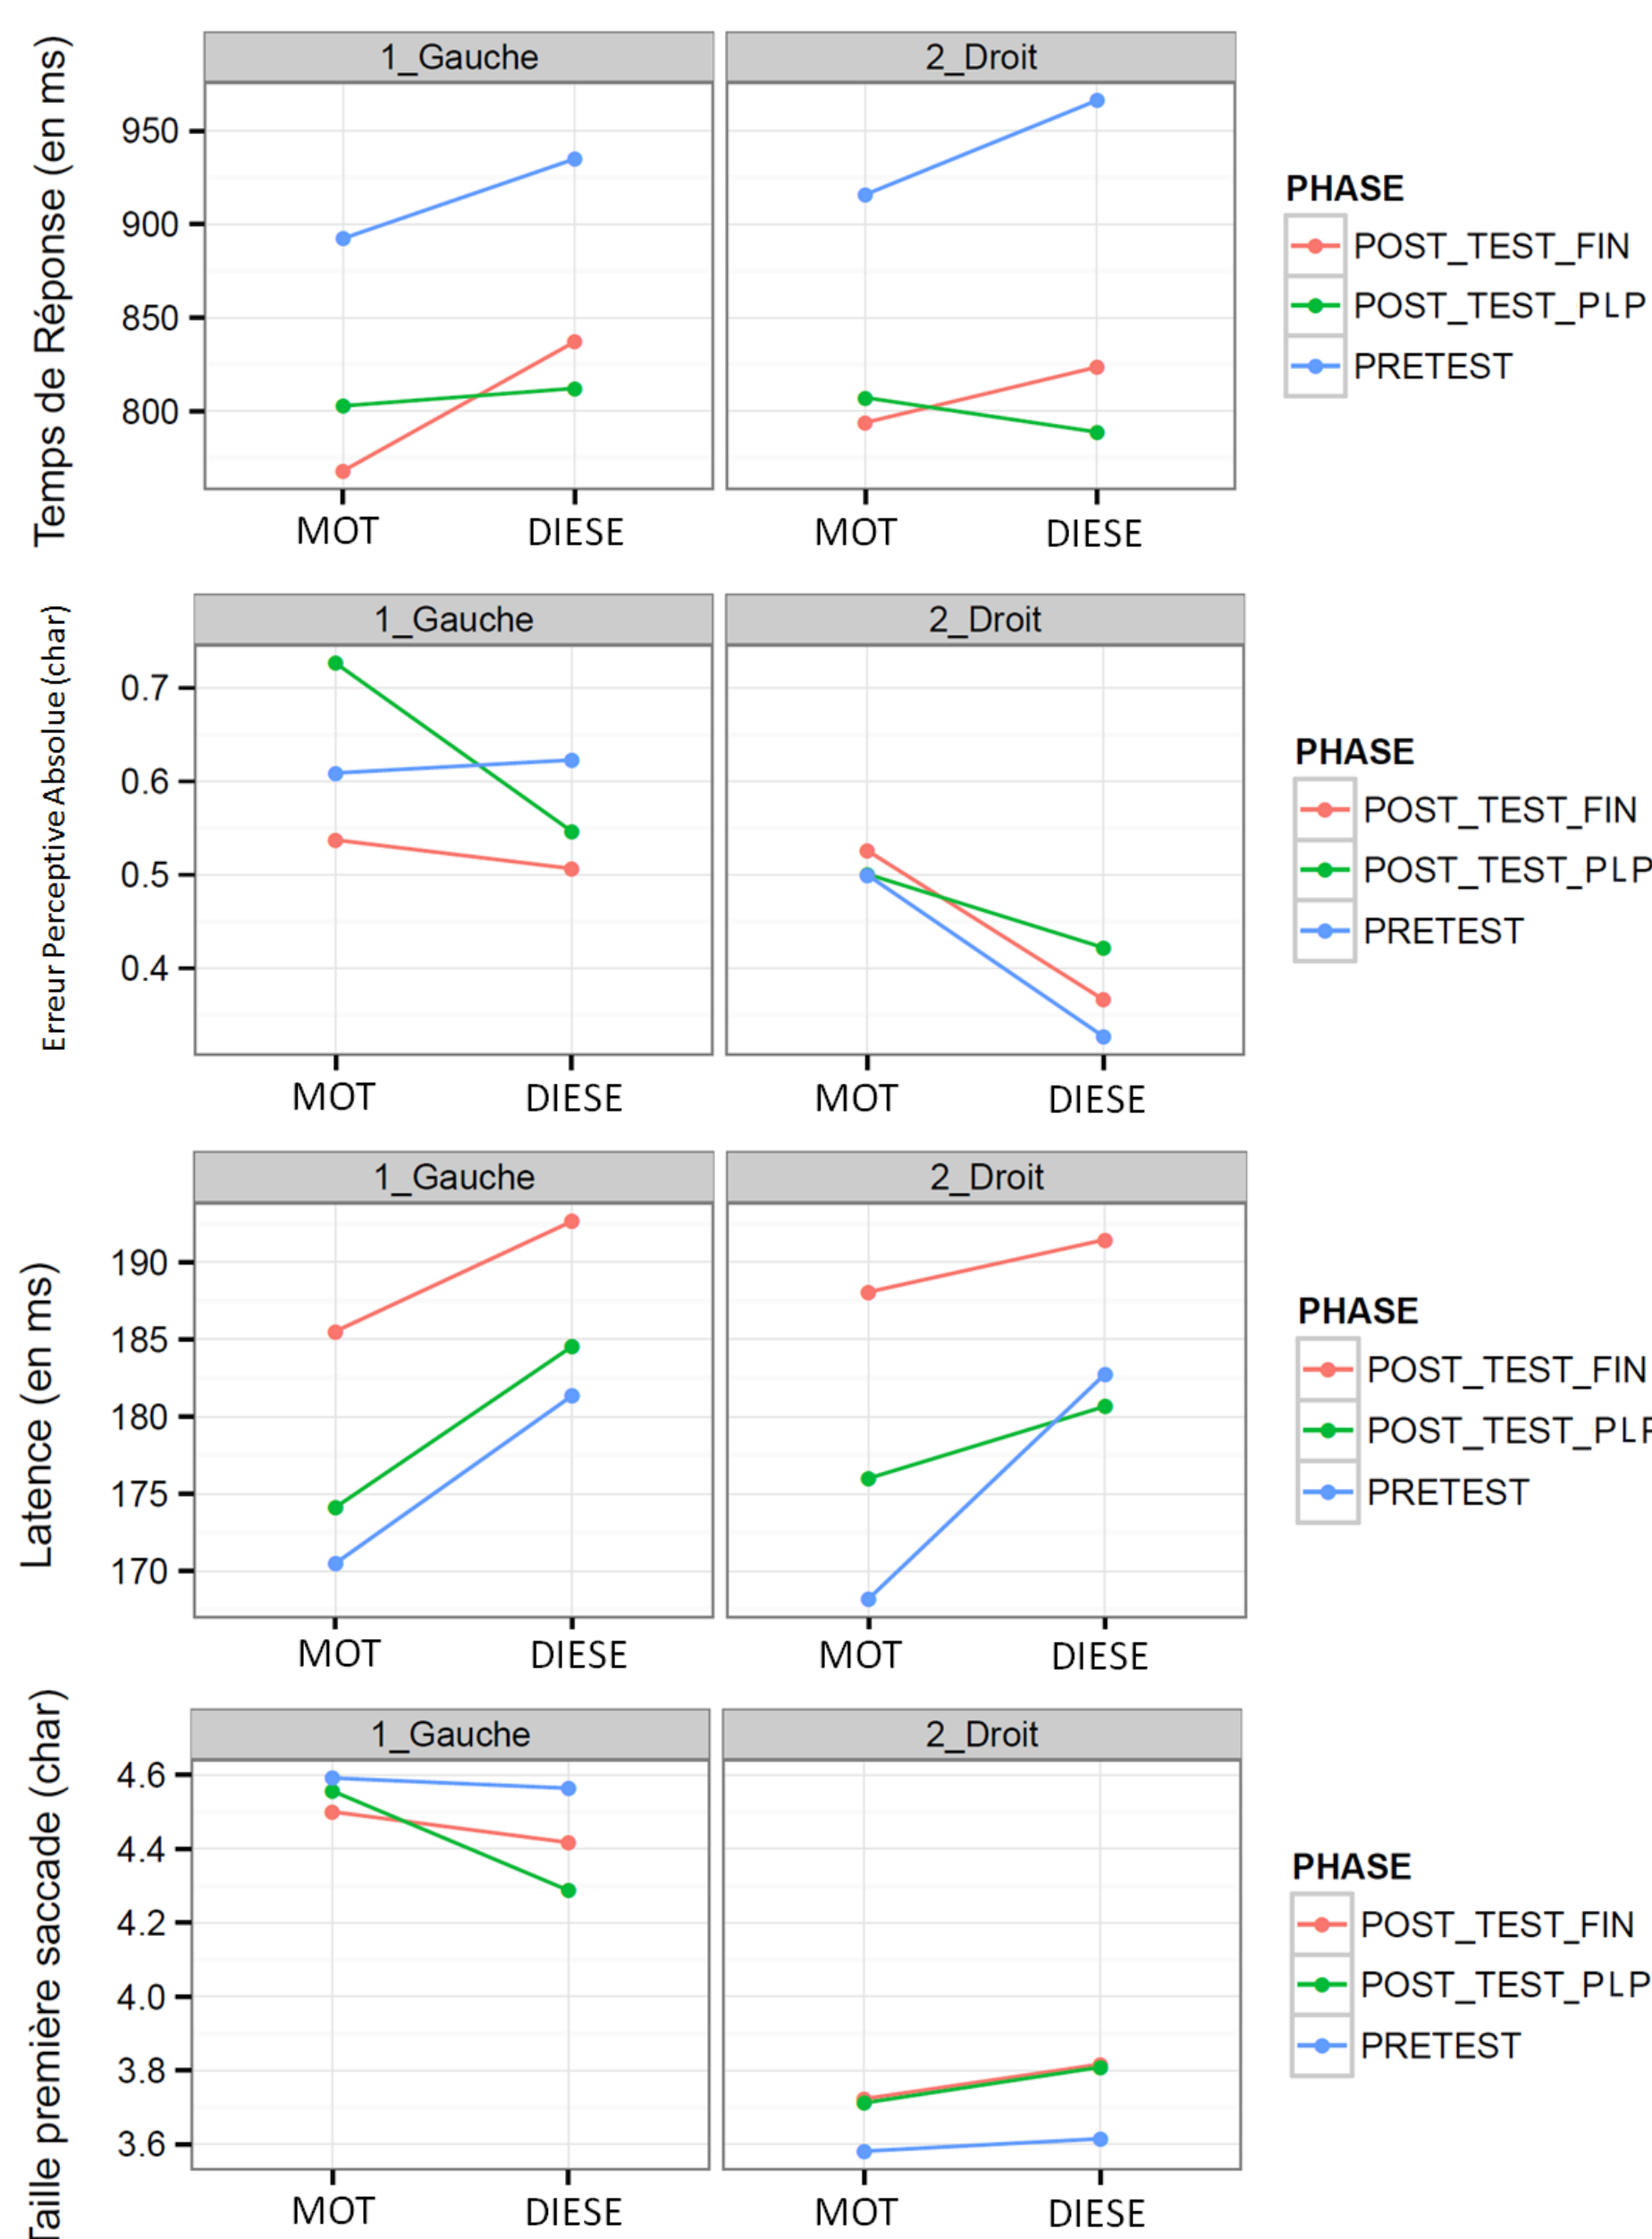 Temps de Réponse (en ms)
1_Gauche
2_Droit
950
900
850
800
MOT
DIESE
MOT
DIESE
PHASE
POST_TEST_FIN
POST_TEST_PLP
PRETEST
Erreur Perceptive Absolue (char)
1_Gauche
2_Droit
0.7
0.6
0.5
0.4
MOT
DIESE
MOT
DIESE
PHASE
POST_TEST_FIN
POST_TEST_PLP
PRETEST
Latence (en ms)
1_Gauche
2_Droit
190
185
180
175
170
MOT
DIESE
MOT
DIESE
PHASE
POST_TEST_FIN
POST_TEST_PLP
PRETEST
Taille première saccade (char)
1_Gauche
2_Droit
4.6
4.4
4.2
4.0
3.8
3.6
MOT
DIESE
MOT
DIESE
PHASE
POST_TEST_FIN
POST_TEST_PLP
PRETEST